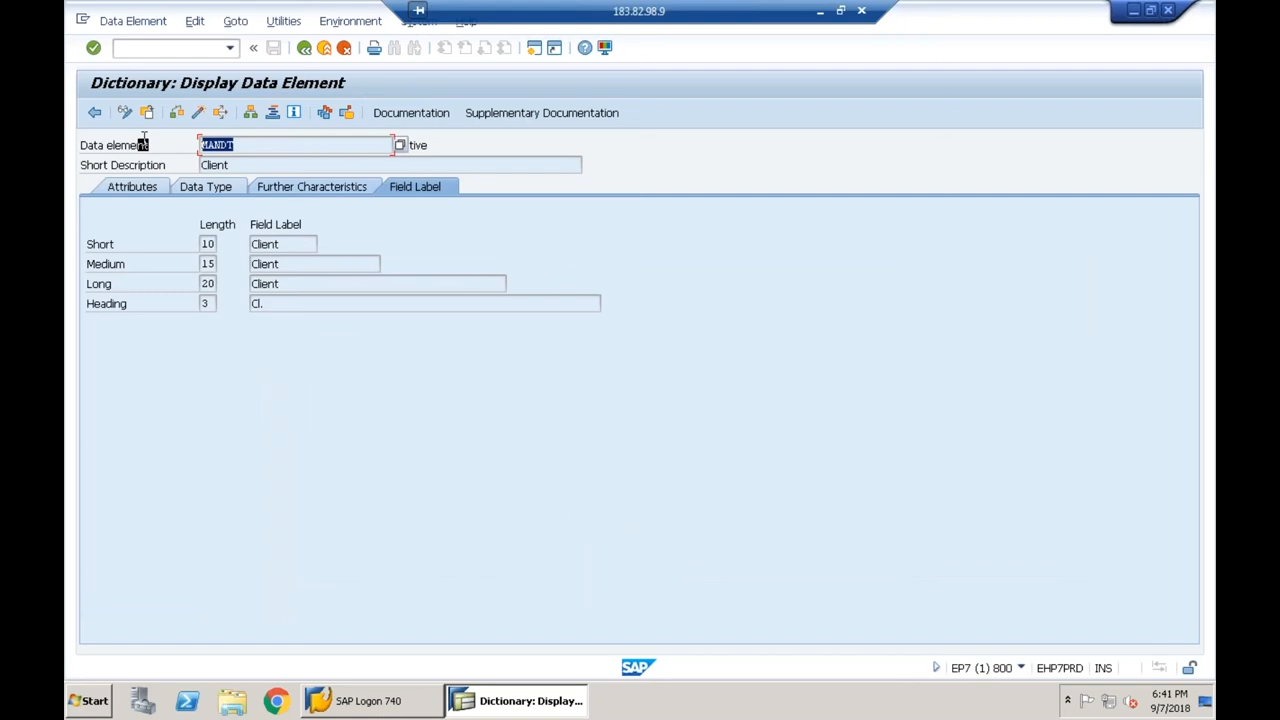 183.82.98.9
Data Element Edit Goto Utilities Environment
Dictionary: Display Data Element
Documentation Supplementary Documentation
Data element MANDT tive
Short Description Client
Attributes Data Type Further Characteristics Field Label
Length Field Label
Short 10 Client
Medium 15 Client
Long 20 Client
Heading 3 Cl.
SAP EP7 (1) 800 EHP7PRD INS
Start SAP Logon 740 Dictionary: Display... 6:41 PM
9/7/2018